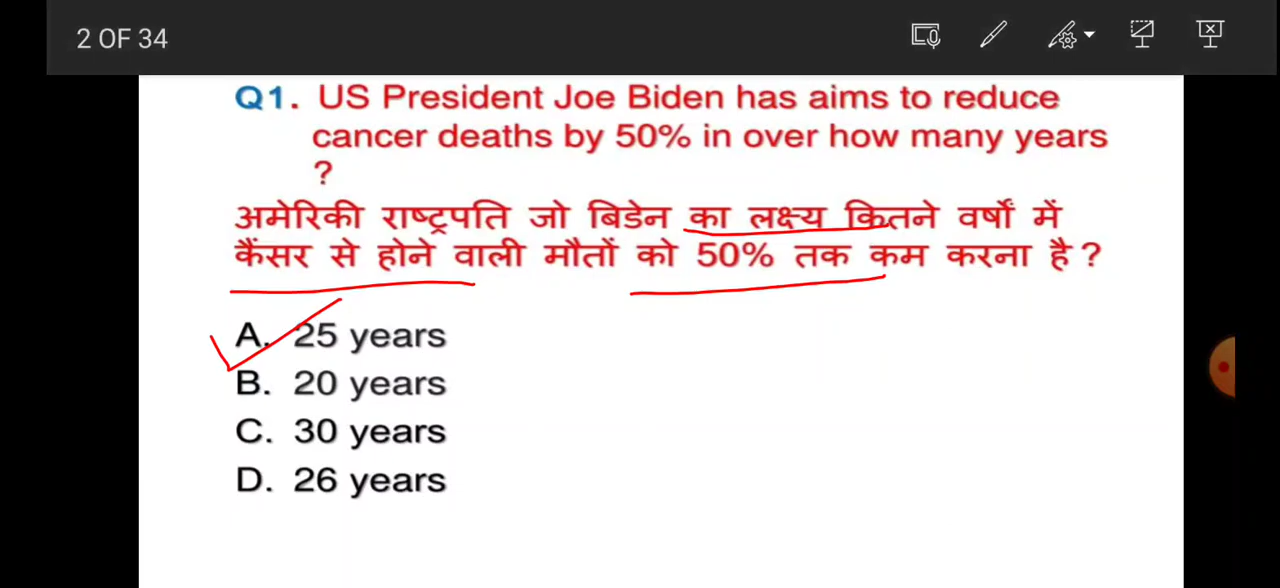 2 OF 34
Q1. US President Joe Biden has aims to reduce
cancer deaths by 50% in over how many years
?
अमेरिकी राष्ट्रपति जो बिडेन का लक्ष्य कितने वर्षों में
कैंसर से होने वाली मौतों को 50% तक कम करना है ?
A. 25 years
B. 20 years
C. 30 years
D. 26 years